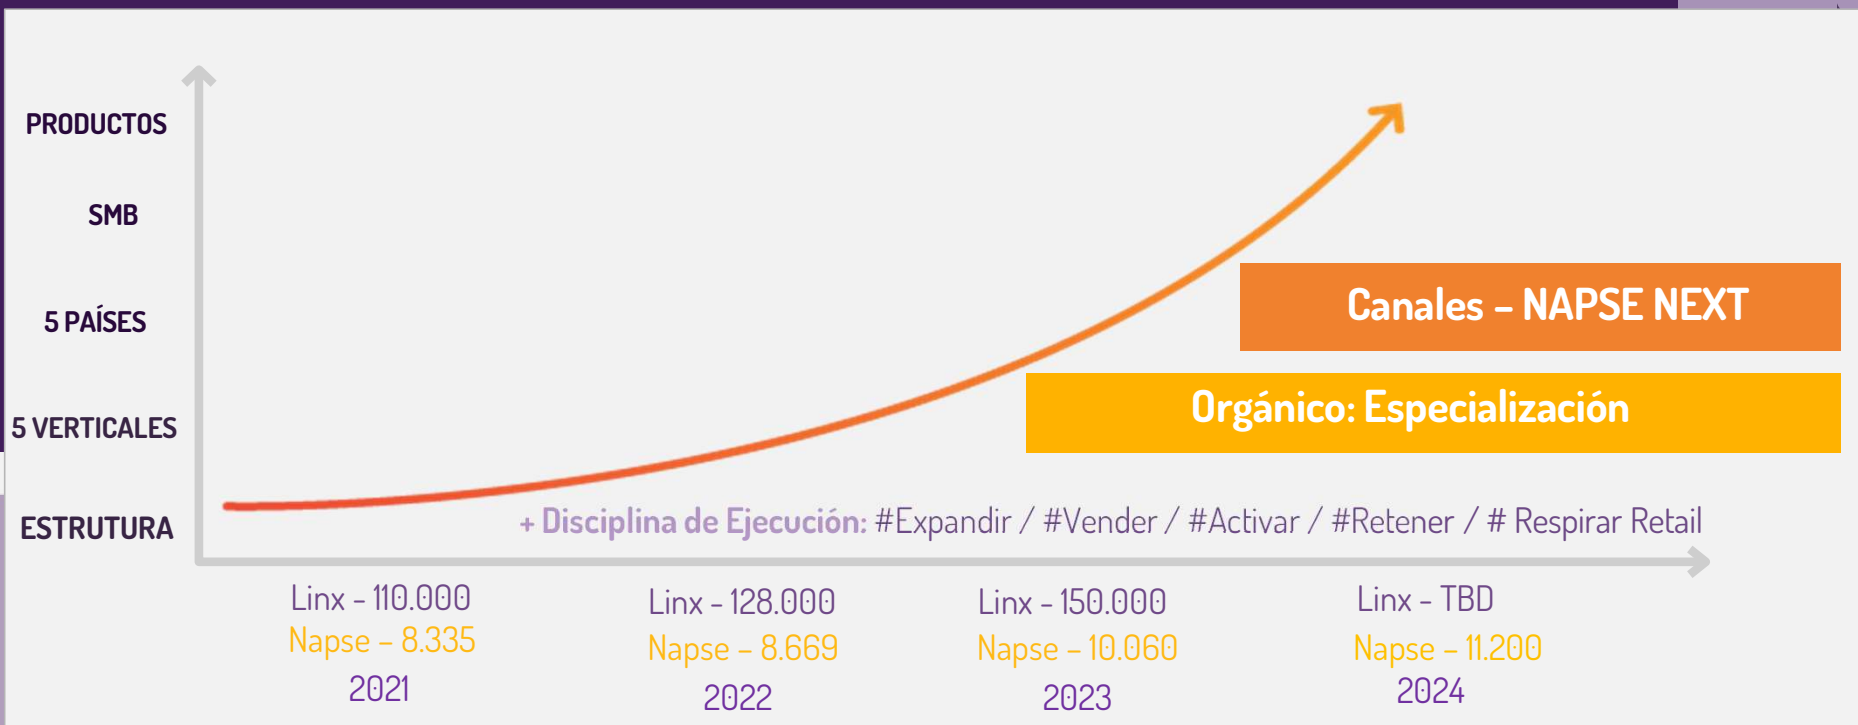 PRODUCTOS
SMB
5 PAÍSES
5 VERTICALES
ESTRUTURA
Canales – NAPSE NEXT
Orgánico: Especialización
+ Disciplina de Ejecución: #Expandir / #Vender / #Activar / #Retener / # Respirar Retail
Linx - 110.000
Napse – 8.335
2021
Linx - 128.000
Napse – 8.669
2022
Linx - 150.000
Napse – 10.060
2023
Linx - TBD
Napse – 11.200
2024